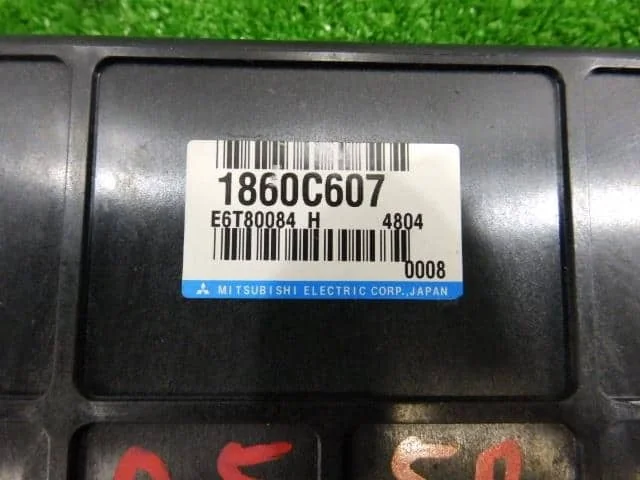 1860C607
E6T80084 H 4804
0008
MITSUBISHI ELECTRIC CORP.,JAPAN